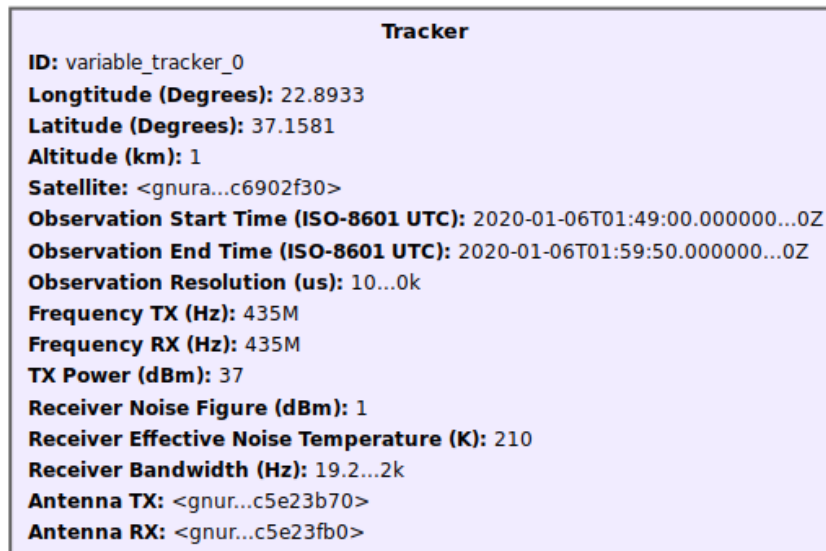 Tracker
ID: variable_tracker_0
Longtitude (Degrees): 22.8933
Latitude (Degrees): 37.1581
Altitude (km): 1
Satellite: <gnura...c6902f30>
Observation Start Time (ISO-8601 UTC): 2020-01-06T01:49:00.000000...0Z
Observation End Time (ISO-8601 UTC): 2020-01-06T01:59:50.000000...0Z
Observation Resolution (us): 10...0k
Frequency TX (Hz): 435M
Frequency RX (Hz): 435M
TX Power (dBm): 37
Receiver Noise Figure (dBm): 1
Receiver Effective Noise Temperature (K): 210
Receiver Bandwidth (Hz): 19.2...2k
Antenna TX: <gnur...c5e23b70>
Antenna RX: <gnur...c5e23fb0>